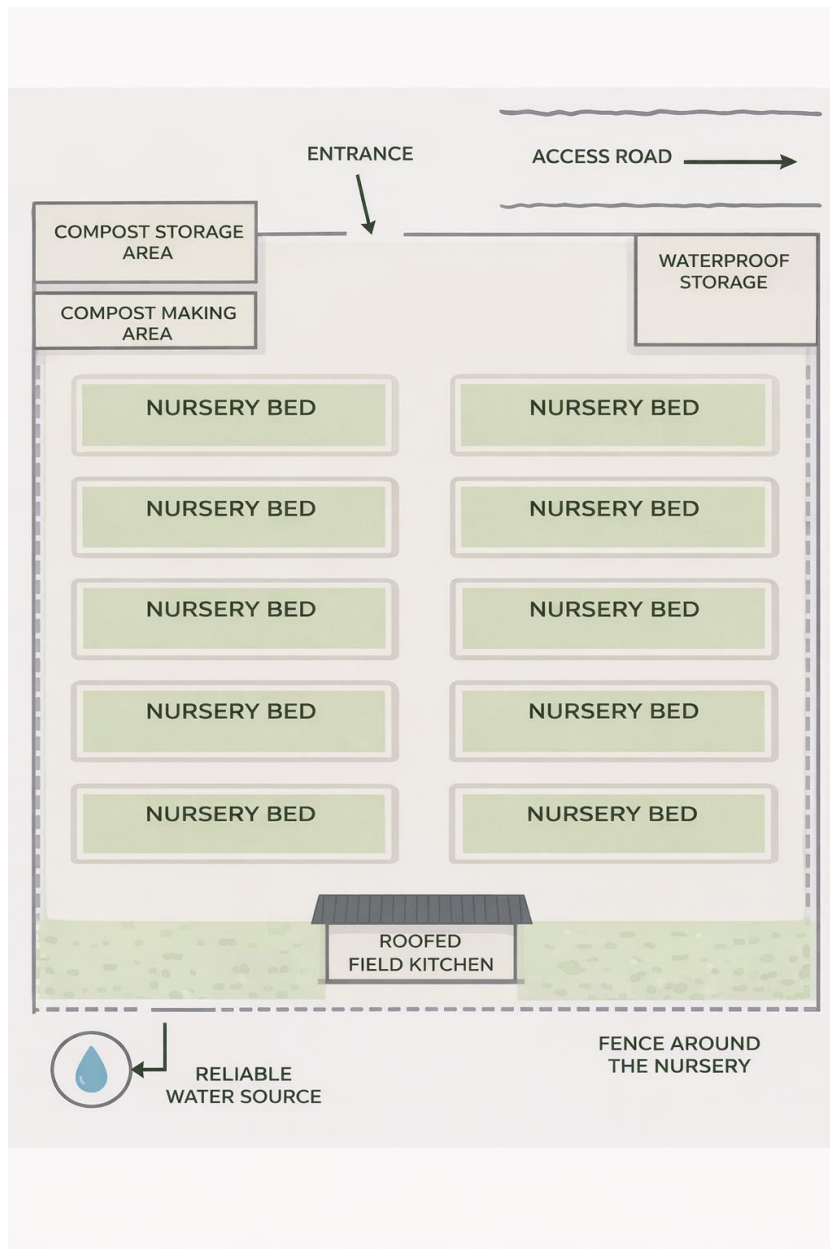 ENTRANCE
ACCESS ROAD
COMPOST STORAGE
AREA
WATERPROOF
STORAGE
COMPOST MAKING
AREA
NURSERY BED
NURSERY BED
NURSERY BED
NURSERY BED
NURSERY BED
NURSERY BED
NURSERY BED
NURSERY BED
NURSERY BED
NURSERY BED
ROOFED
FIELD KITCHEN
FENCE AROUND
THE NURSERY
RELIABLE
WATER SOURCE